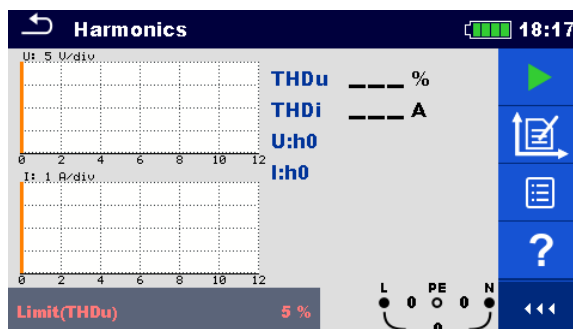 Harmonics 18:17
U: 5 V/div
0 2 4 6 8 10 12
I: 1 A/div
0 2 4 6 8 10 12
THDu ___ %
THDi ___ A
U:h0
I:h0
?
Limit(THDu) 5 %
L PE N
0 0
0